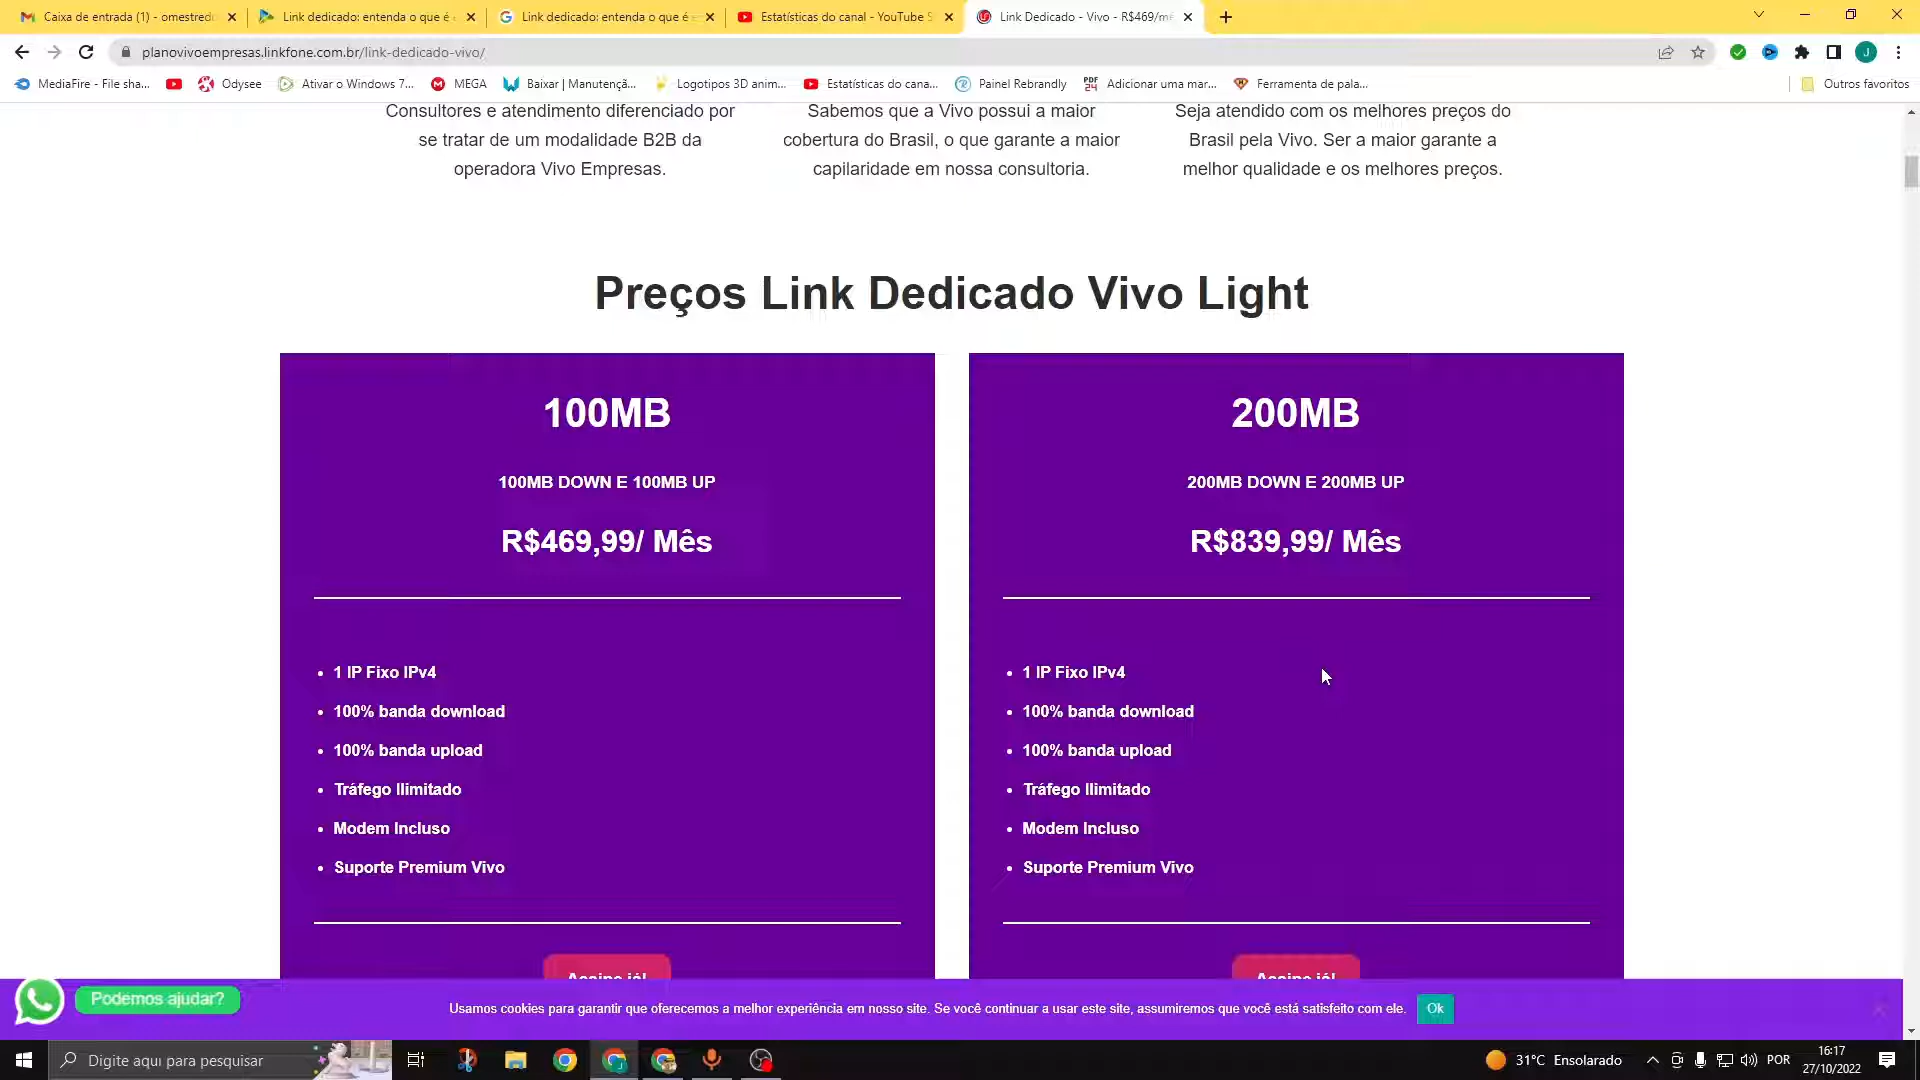 Caixa de entrada (1) - omestred
Link dedicado: entenda o que é
Link dedicado: entenda o que é
Estatísticas do canal - YouTube S
Link Dedicado - Vivo - R$469/mê
planovivoempresas.linkfone.com.br/link-dedicado-vivo/
J
MediaFire - File sha...
Odysee
Ativar o Windows 7...
MEGA
Baixar | Manutençã...
Logotipos 3D anim...
Estatísticas do cana...
Painel Rebrandly
PDF
24
Adicionar uma mar...
Ferramenta de pala...
Outros favoritos
Consultores e atendimento diferenciado por
se tratar de um modalidade B2B da
operadora Vivo Empresas.
Sabemos que a Vivo possui a maior
cobertura do Brasil, o que garante a maior
capilaridade em nossa consultoria.
Seja atendido com os melhores preços do
Brasil pela Vivo. Ser a maior garante a
melhor qualidade e os melhores preços.
Preços Link Dedicado Vivo Light
100MB
100MB DOWN E 100MB UP
R$469,99/ Mês
• 1 IP Fixo IPv4
• 100% banda download
• 100% banda upload
• Tráfego Ilimitado
• Modem Incluso
• Suporte Premium Vivo
Assine já!
200MB
200MB DOWN E 200MB UP
R$839,99/ Mês
• 1 IP Fixo IPv4
• 100% banda download
• 100% banda upload
• Tráfego Ilimitado
• Modem Incluso
• Suporte Premium Vivo
Assine já!
Podemos ajudar?
Usamos cookies para garantir que oferecemos a melhor experiência em nosso site. Se você continuar a usar este site, assumiremos que você está satisfeito com ele.
Ok
Digite aqui para pesquisar
31°C Ensolarado
POR
16:17
27/10/2022